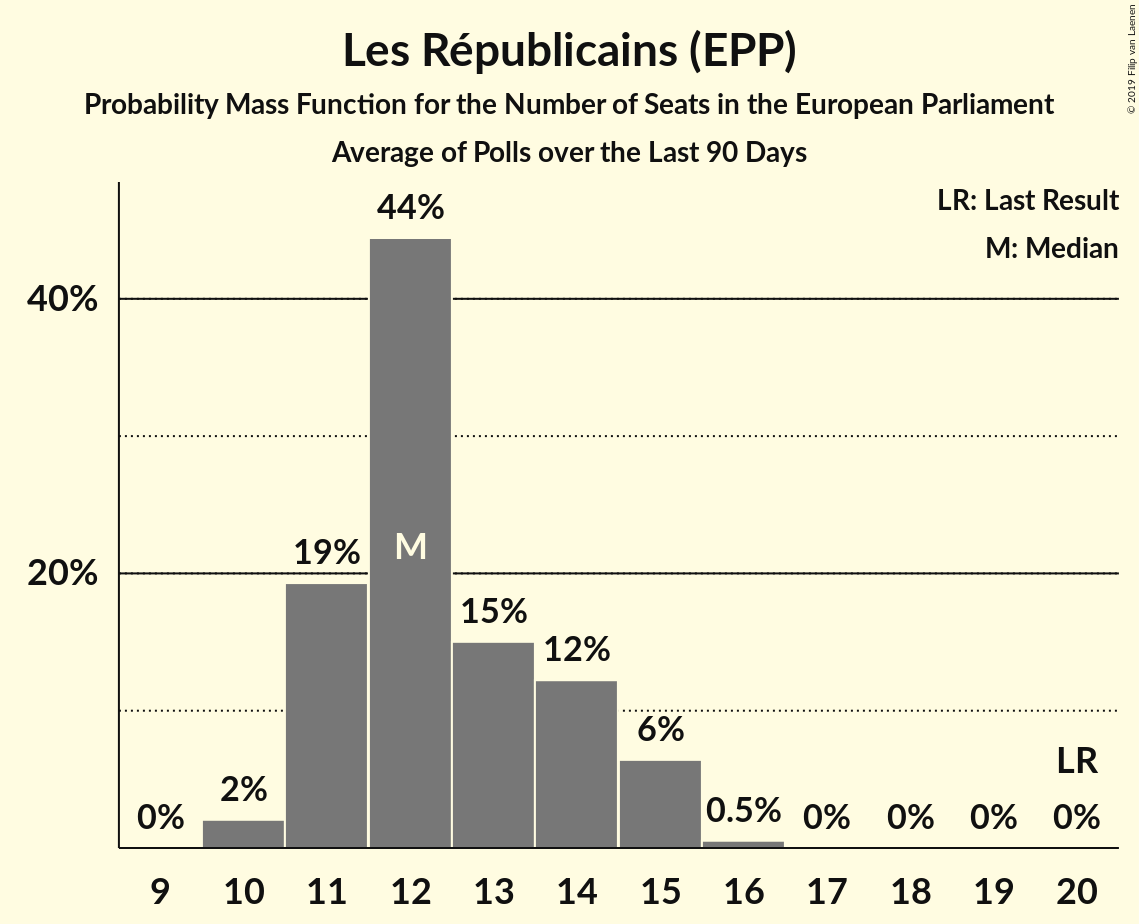 Les Républicains (EPP)
Probability Mass Function for the Number of Seats in the European Parliament
Average of Polls over the Last 90 Days
© 2019 Filip van Laenen
LR: Last Result
M: Median
44%
40%
M
19%
20%
15%
12%
6%
LR
2%
0%
0.5%
0%
0%
0%
0%
9 10 11 12 13 14 15 16 17 18 19 20